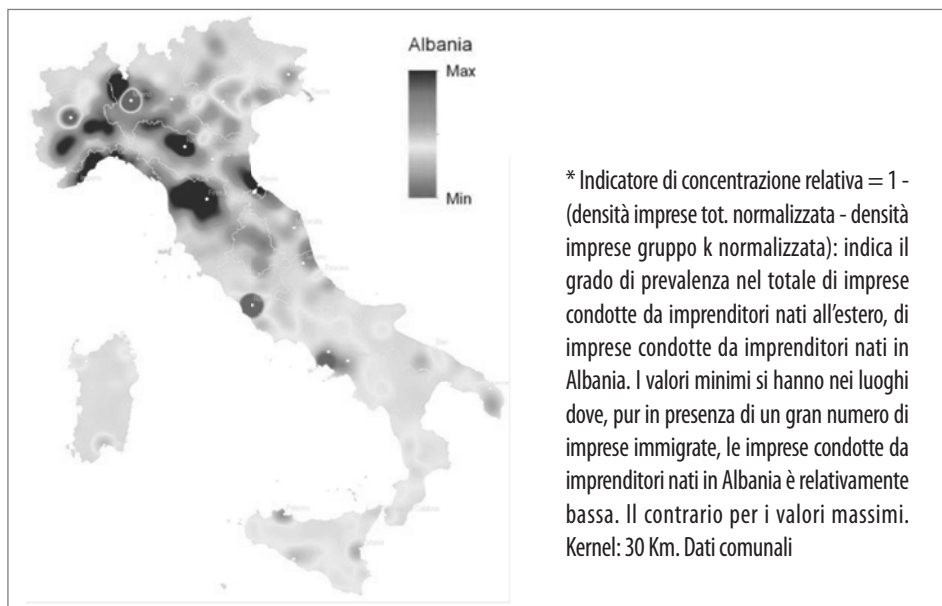 Albania
Max
Min
* Indicatore di concentrazione relativa = 1 -
(densità imprese tot. normalizzata - densità
imprese gruppo k normalizzata): indica il
grado di prevalenza nel totale di imprese
condotte da imprenditori nati all’estero, di
imprese condotte da imprenditori nati in
Albania. I valori minimi si hanno nei luoghi
dove, pur in presenza di un gran numero di
imprese immigrate, le imprese condotte da
imprenditori nati in Albania è relativamente
bassa. Il contrario per i valori massimi.
Kernel: 30 Km. Dati comunali